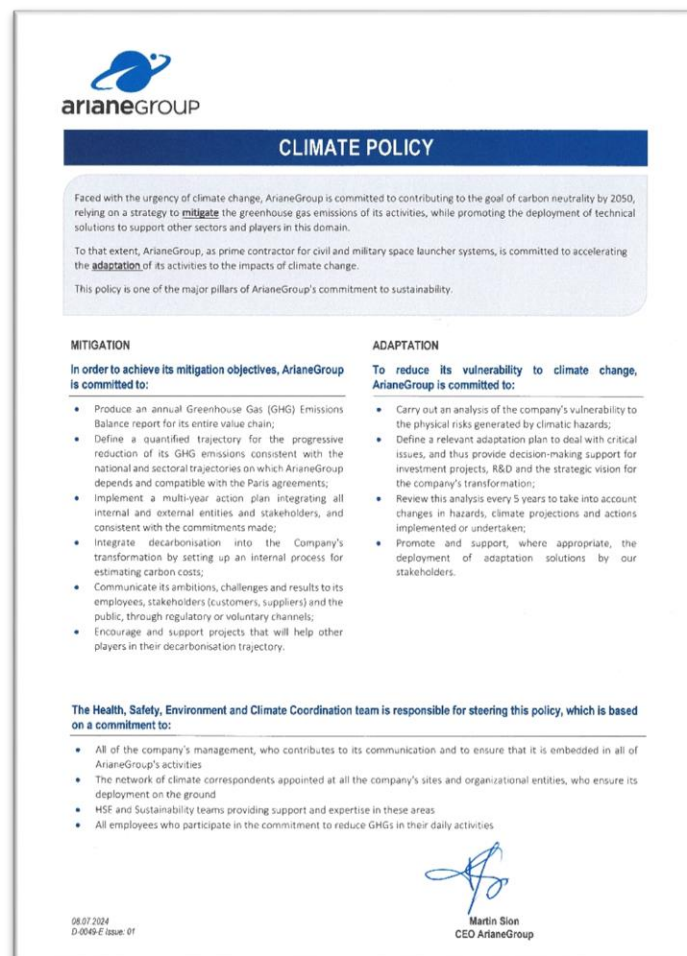 arianeGROUP
CLIMATE POLICY
Faced with the urgency of climate change, ArianeGroup is committed to contributing to the goal of carbon neutrality by 2050,
relying on a strategy to mitigate the greenhouse gas emissions of its activities, while promoting the deployment of technical
solutions to support other sectors and players in this domain.
To that extent, ArianeGroup, as prime contractor for civil and military space launcher systems, is committed to accelerating
the adaptation of its activities to the impacts of climate change.
This policy is one of the major pillars of ArianeGroup's commitment to sustainability.
MITIGATION
In order to achieve its mitigation objectives, ArianeGroup
is committed to:
• Produce an annual Greenhouse Gas (GHG) Emissions
Balance report for its entire value chain;
• Define a quantified trajectory for the progressive
reduction of its GHG emissions consistent with the
national and sectoral trajectories on which ArianeGroup
depends and compatible with the Paris agreements;
• Implement a multi-year action plan integrating all
internal and external entities and stakeholders, and
consistent with the commitments made;
• Integrate decarbonisation into the Company's
transformation by setting up an internal process for
estimating carbon costs;
• Communicate its ambitions, challenges and results to its
employees, stakeholders (customers, suppliers) and the
public, through regulatory or voluntary channels;
• Encourage and support projects that will help other
players in their decarbonisation trajectory.
ADAPTATION
To reduce its vulnerability to climate change,
ArianeGroup is committed to:
• Carry out an analysis of the company's vulnerability to
the physical risks generated by climatic hazards;
• Define a relevant adaptation plan to deal with critical
issues, and thus provide decision-making support for
investment projects, R&D and the strategic vision for
the company's transformation;
• Review this analysis every 5 years to take into account
changes in hazards, climate projections and actions
implemented or undertaken;
• Promote and support, where appropriate, the
deployment of adaptation solutions by our
stakeholders.
The Health, Safety, Environment and Climate Coordination team is responsible for steering this policy, which is based
on a commitment to:
• All of the company's management, who contributes to its communication and to ensure that it is embedded in all of
ArianeGroup's activities
• The network of climate correspondents appointed at all the company's sites and organizational entities, who ensure its
deployment on the ground
• HSE and Sustainability teams providing support and expertise in these areas
• All employees who participate in the commitment to reduce GHGs in their daily activities
08.07.2024
D-0049-E Issue: 01
Martin Sion
CEO ArianeGroup